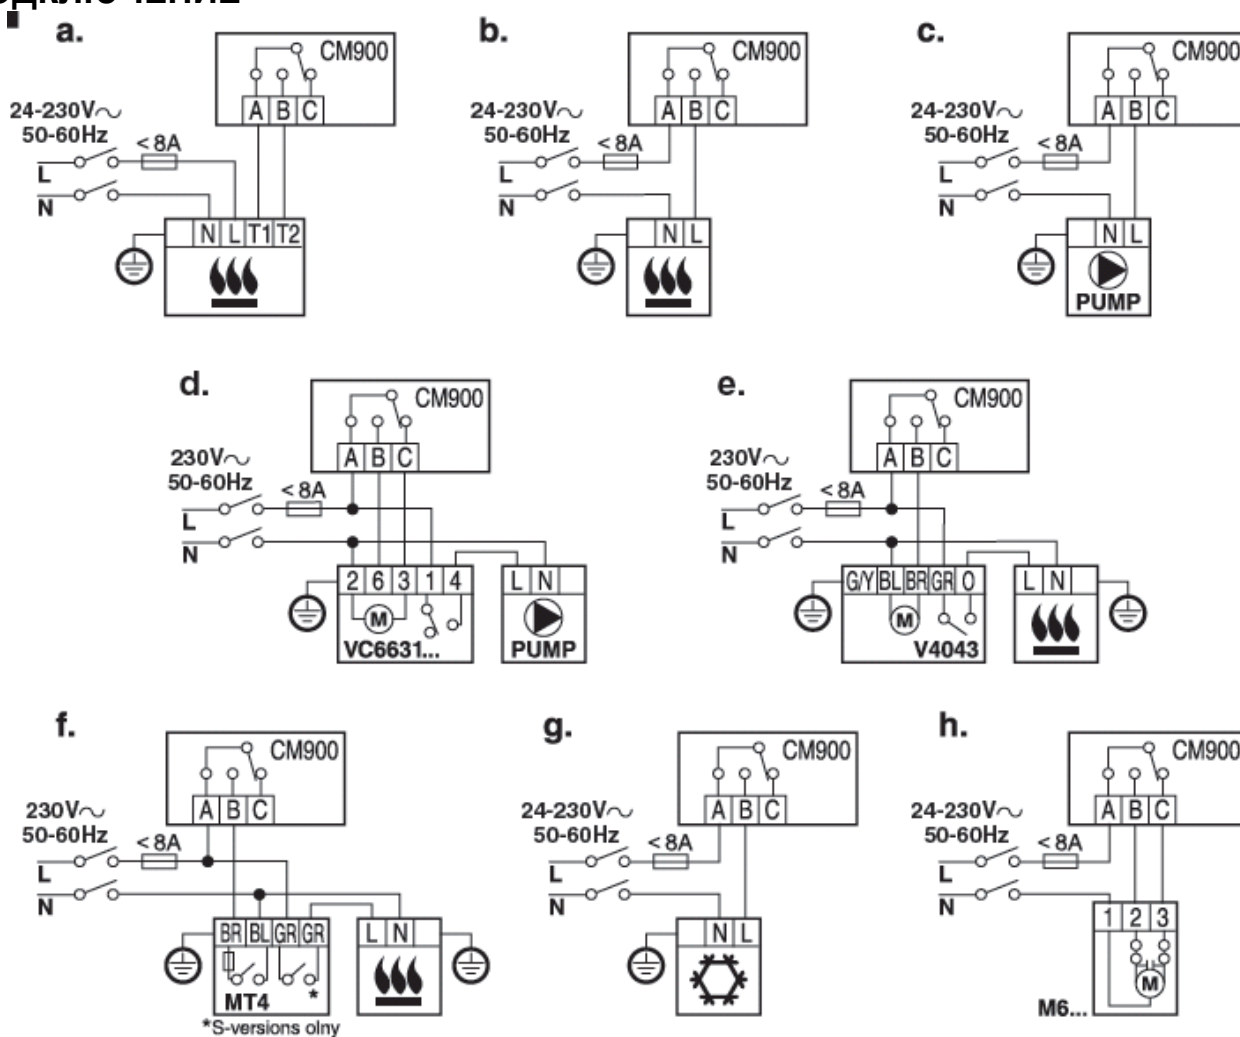 a.
CM900
A B C
24-230V~
50-60Hz
<8A
L
N
N L T1 T2
b.
CM900
A B C
24-230V~
50-60Hz
<8A
L
N
N L
c.
CM900
A B C
24-230V~
50-60Hz
<8A
L
N
N L
PUMP
d.
CM900
A B C
230V~
50-60Hz
<8A
L
N
2 6 3 1 4
M
VC6631...
L N
PUMP
e.
CM900
A B C
230V~
50-60Hz
<8A
L
N
G/Y BL BR GR O
M
V4043
L N
f.
CM900
A B C
230V~
50-60Hz
<8A
L
N
BR BL GR GR
MT4
*
*S-versions olny
L N
g.
CM900
A B C
24-230V~
50-60Hz
<8A
L
N
N L
h.
CM900
A B C
24-230V~
50-60Hz
<8A
L
N
1 2 3
M
M6...